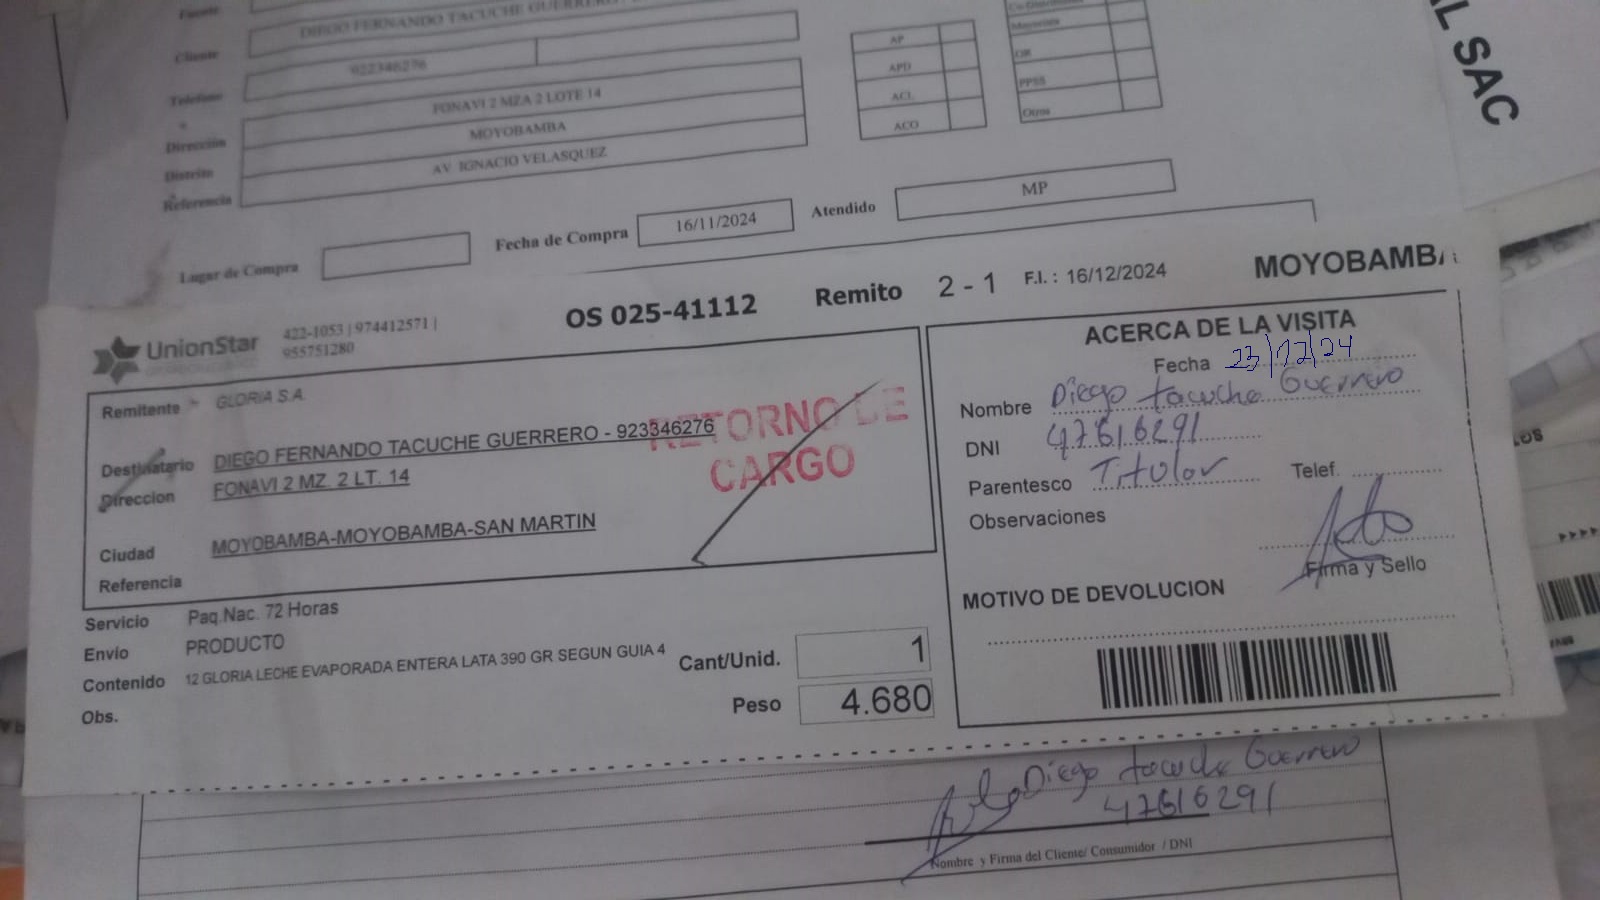 Fuente
DIEGO FERNANDO TACUCHE GUERRERO
Cliente
Telefono 922346276
Direccion FONAVI 2 MZA 2 LOTE 14
Distrito MOYOBAMBA
Referencia AV. IGNACIO VELASQUEZ
AP
APD
ACL
ACO
OR
PPSS
Otros
L SAC
Lugar de Compra Fecha de Compra 16/11/2024 Atendido MP
UnionStar 422-1053 | 974412571 |
955751280
OS 025-41112 Remito 2 - 1 F.I. : 16/12/2024 MOYOBAMBA
Remitente GLORIA S.A.
Destinatario DIEGO FERNANDO TACUCHE GUERRERO - 923346276
Direccion FONAVI 2 MZ. 2 LT. 14
Ciudad MOYOBAMBA-MOYOBAMBA-SAN MARTIN
Referencia
RETORNO DE
CARGO
Servicio Paq.Nac. 72 Horas
Envio PRODUCTO
Contenido 12 GLORIA LECHE EVAPORADA ENTERA LATA 390 GR SEGUN GUIA 4
Obs.
Cant/Unid. 1
Peso 4.680
ACERCA DE LA VISITA
Fecha 23/12/24
Nombre Diego Tacuche Guerrero
DNI 47616291
Parentesco Titular Telef.
Observaciones
Firma y Sello
MOTIVO DE DEVOLUCION
Diego Tacuche Guerrero
47616291
Nombre y Firma del Cliente/ Consumidor / DNI